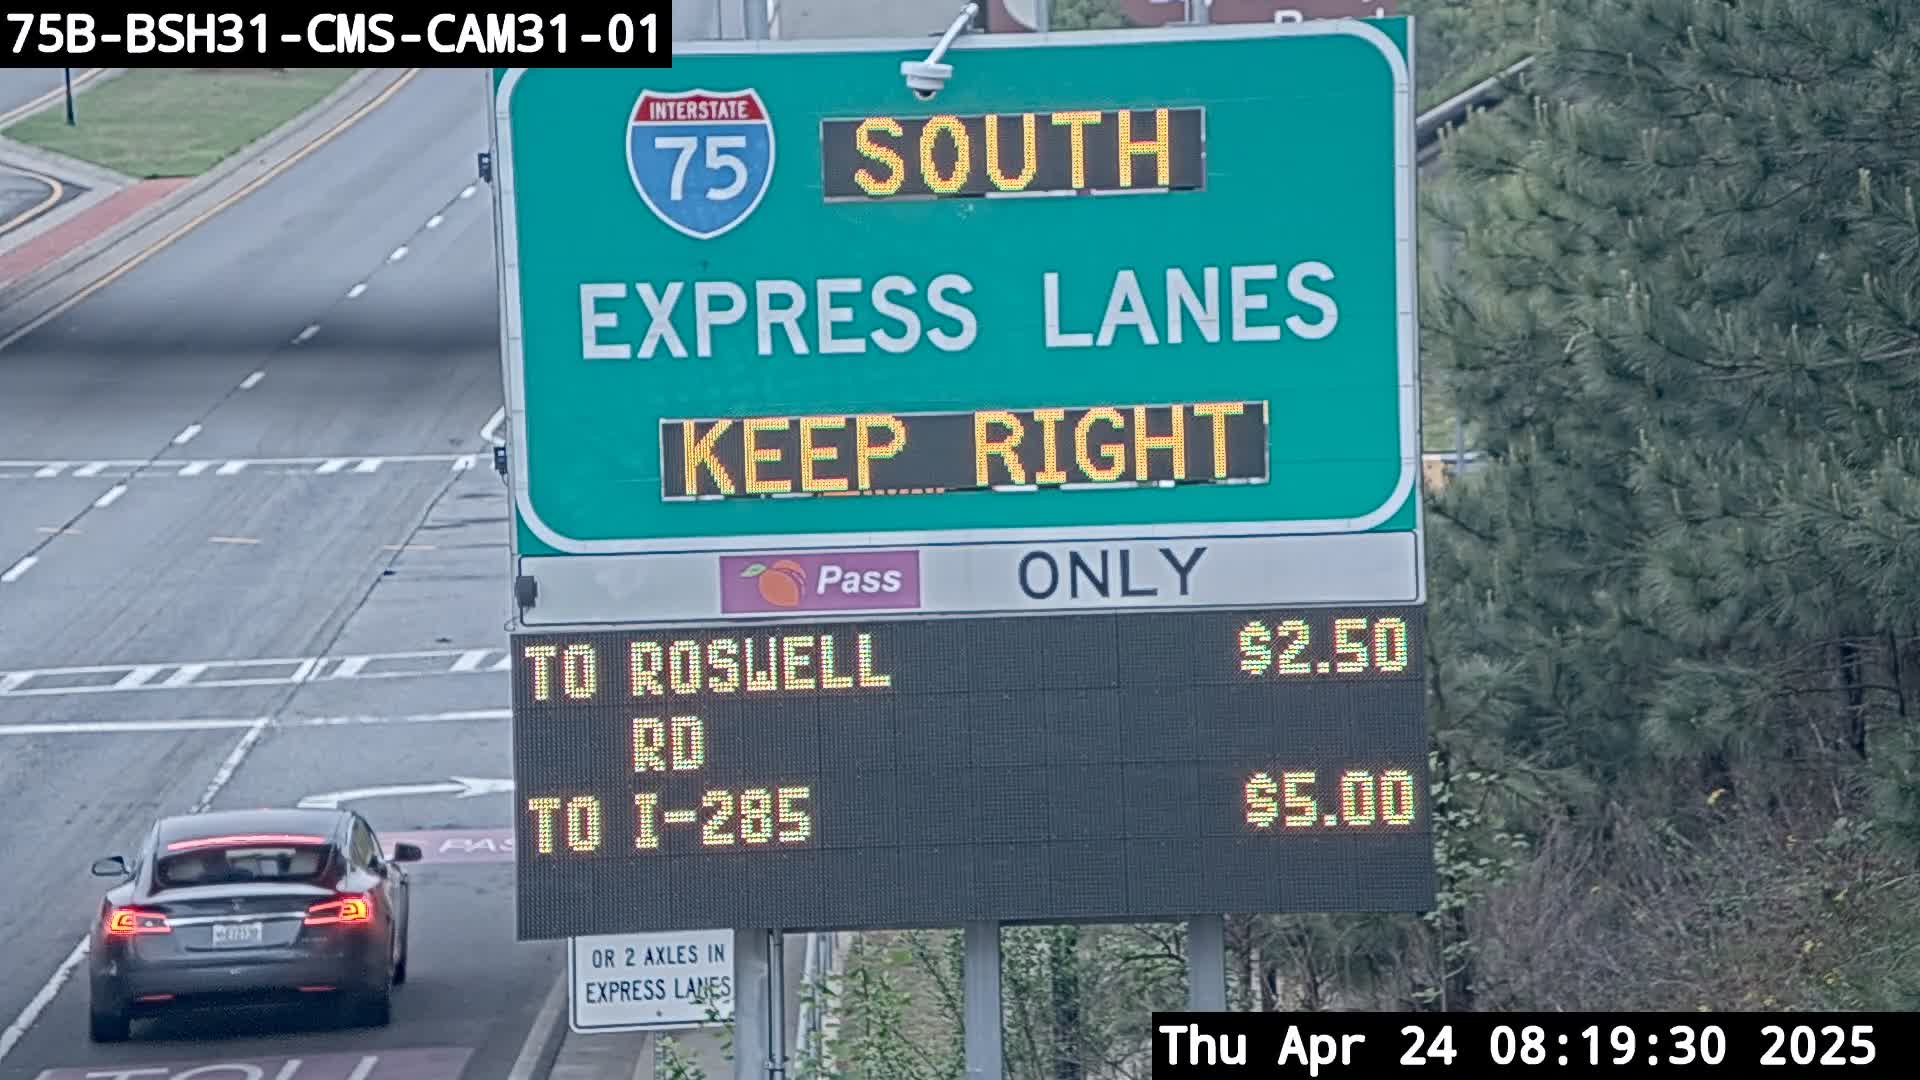 75B-BSH31-CMS-CAM31-01
INTERSTATE
75
SOUTH
EXPRESS LANES
KEEP RIGHT
Pass ONLY
TO ROSWELL $2.50
RD
TO I-285 $5.00
OR 2 AXLES IN
EXPRESS LANES
TOLL
Thu Apr 24 08:19:30 2025